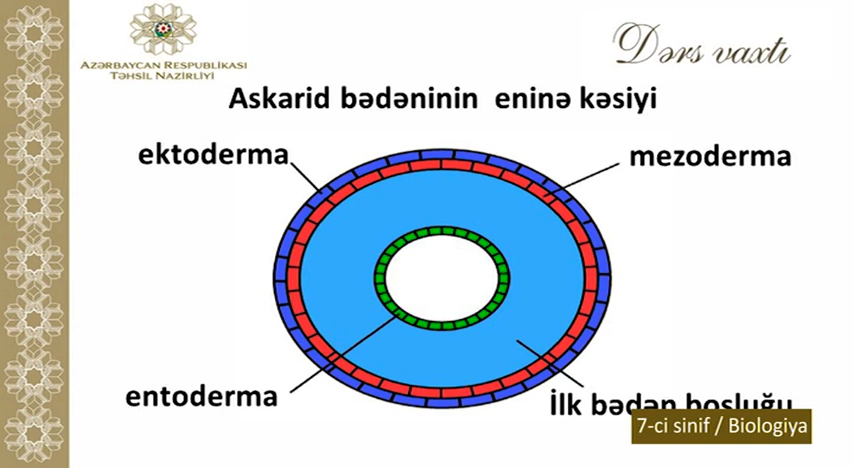 AZƏRBAYCAN RESPUBLİKASI
TƏHSİL NAZİRLİYİ
Dərs vaxtı
Askarid bədəninin eninə kəsiyi
ektoderma
mezoderma
entoderma
İlk bədən boşluğu
7-ci sinif / Biologiya